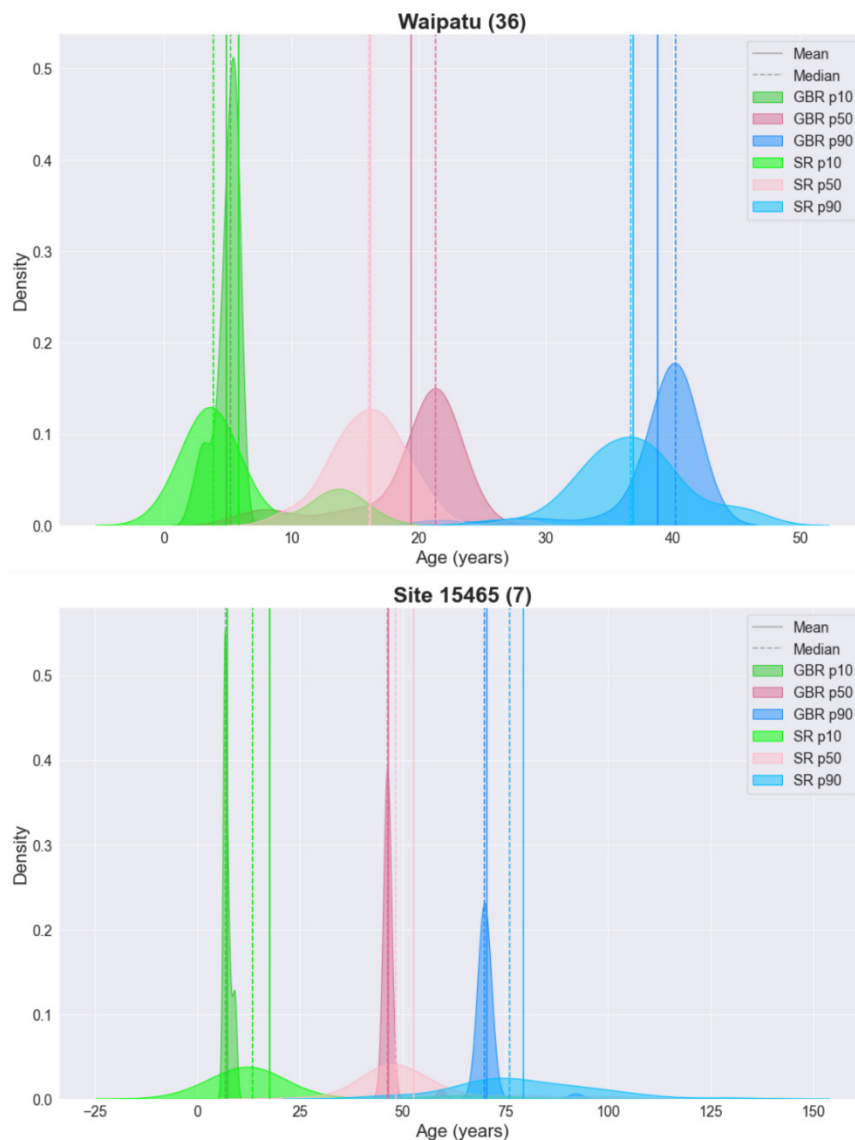 Waipatu (36)
Mean
Median
GBR p10
GBR p50
GBR p90
SR p10
SR p50
SR p90
0.5
0.4
0.3
0.2
0.1
0.0
Density
0 10 20 30 40 50
Age (years)
Site 15465 (7)
Mean
Median
GBR p10
GBR p50
GBR p90
SR p10
SR p50
SR p90
0.5
0.4
0.3
0.2
0.1
0.0
Density
−25 0 25 50 75 100 125 150
Age (years)